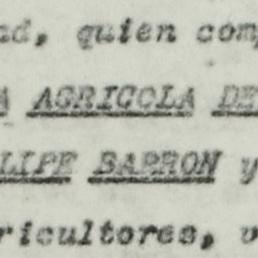 ad, quien com
A AGRICOLA DE
LIPE BARRON y
ricultores, v